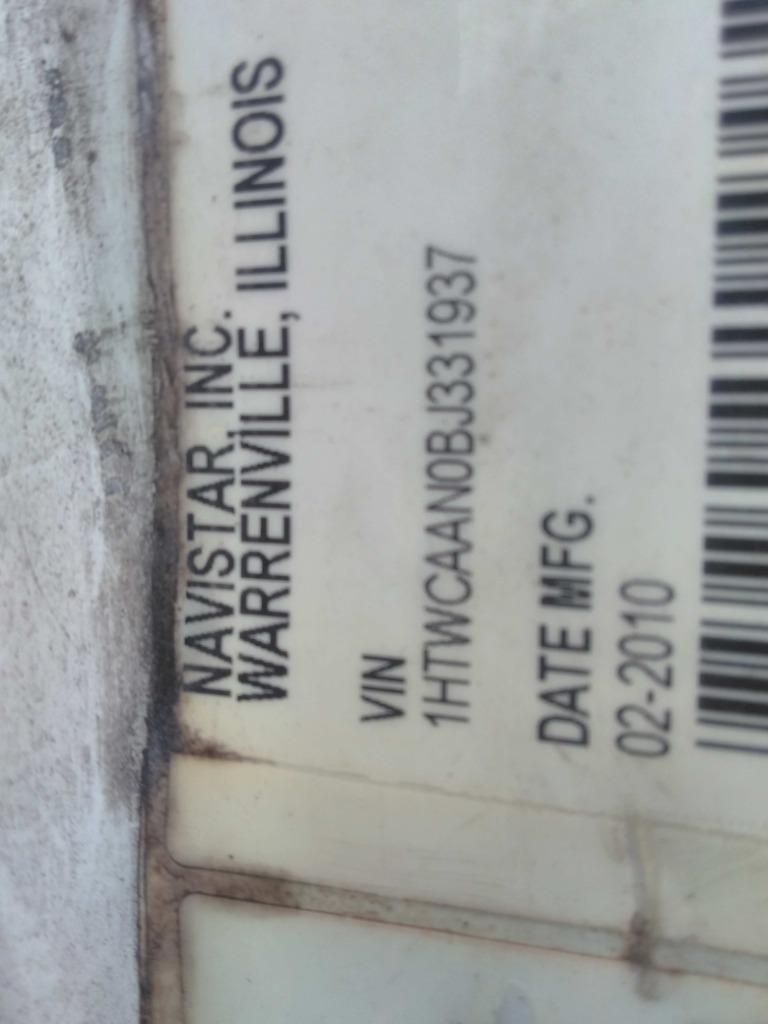 NAVISTAR, INC.
WARRENVILLE, ILLINOIS
VIN
1HTWCAAN0BJ331937
DATE MFG.
02-2010